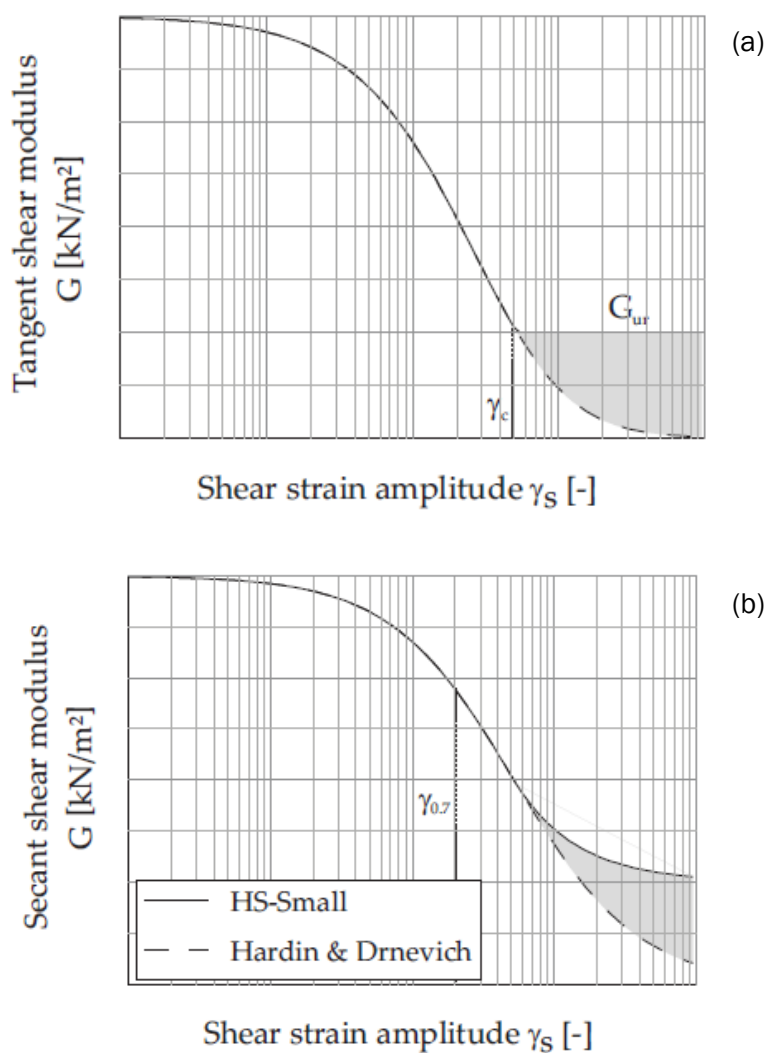 (a)
Tangent shear modulus
G [kN/m²]
G_ur
γ_c
Shear strain amplitude γ_S [-]
(b)
Secant shear modulus
G [kN/m²]
γ_0.7
HS-Small
Hardin & Drnevich
Shear strain amplitude γ_S [-]